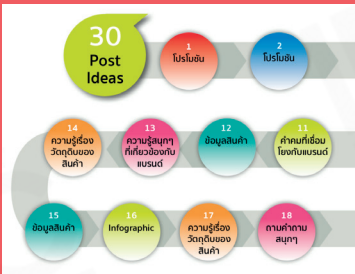 30
Post
Ideas
1
โปรโมชัน
2
โปรโมชัน
14
ความรู้เรื่อง
วัตถุดิบของ
สินค้า
13
ความรู้สนุกๆ
ที่เกี่ยวข้องกับ
แบรนด์
12
ข้อมูลสินค้า
11
คำคมที่เชื่อม
โยงกับแบรนด์
15
ข้อมูลสินค้า
16
Infographic
17
ความรู้เรื่อง
วัตถุดิบของ
สินค้า
18
ถามคำถาม
สนุกๆ